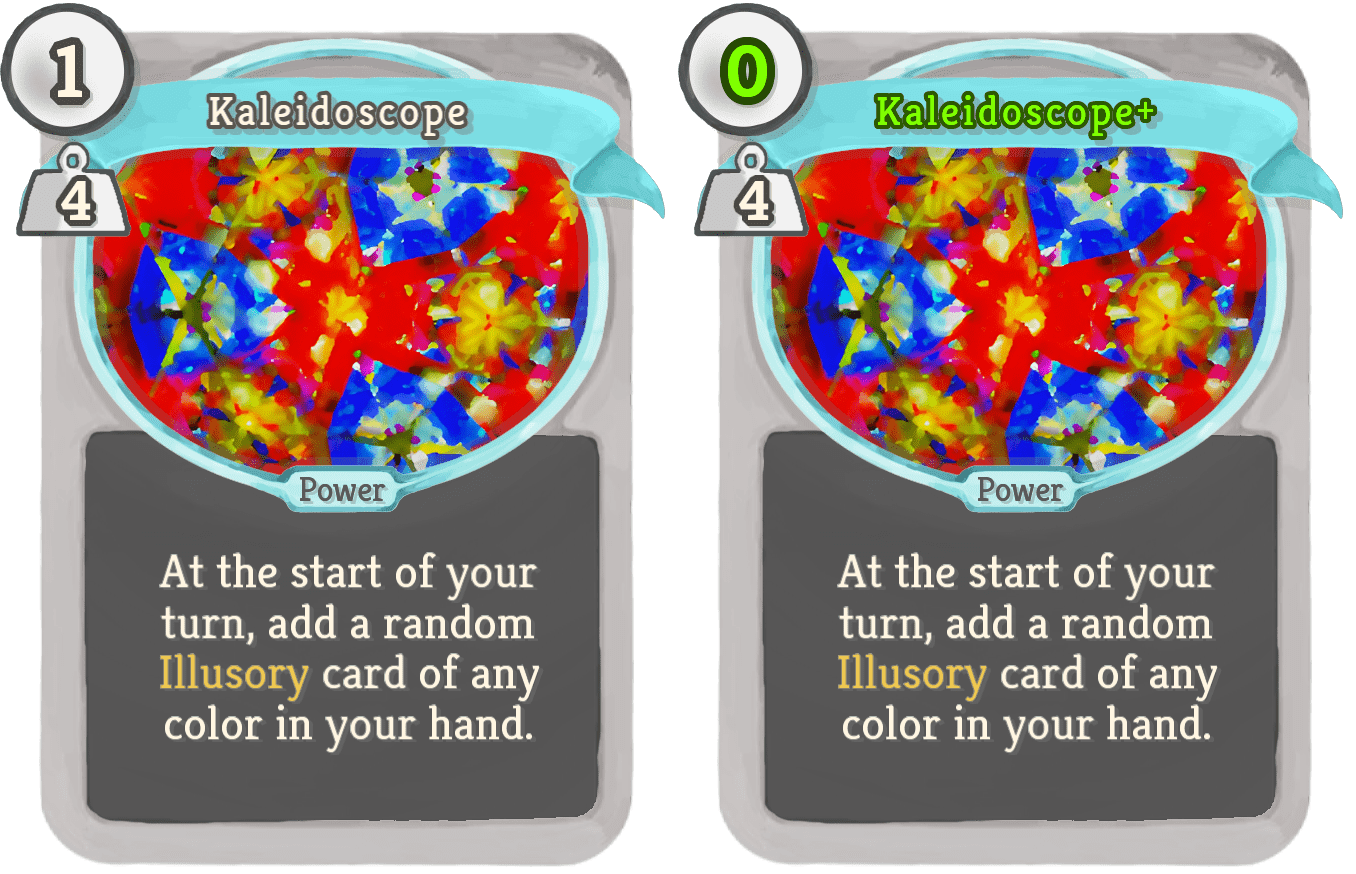 1
Kaleidoscope
4
Power
At the start of your
turn, add a random
Illusory card of any
color in your hand.
0
Kaleidoscope+
4
Power
At the start of your
turn, add a random
Illusory card of any
color in your hand.